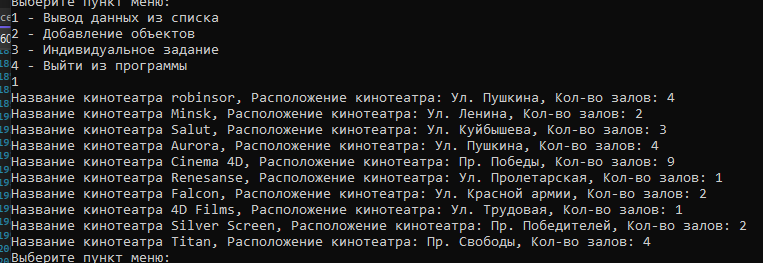 Выберите пункт меню:
1 - Вывод данных из списка
2 - Добавление объектов
3 - Индивидуальное задание
4 - Выйти из программы
1
Название кинотеатра robinsor, Расположение кинотеатра: Ул. Пушкина, Кол-во залов: 4
Название кинотеатра Minsk, Расположение кинотеатра: Ул. Ленина, Кол-во залов: 2
Название кинотеатра Salut, Расположение кинотеатра: Ул. Куйбышева, Кол-во залов: 3
Название кинотеатра Aurora, Расположение кинотеатра: Ул. Пушкина, Кол-во залов: 4
Название кинотеатра Cinema 4D, Расположение кинотеатра: Пр. Победы, Кол-во залов: 9
Название кинотеатра Renesanse, Расположение кинотеатра: Ул. Пролетарская, Кол-во залов: 1
Название кинотеатра Falcon, Расположение кинотеатра: Ул. Красной армии, Кол-во залов: 2
Название кинотеатра 4D Films, Расположение кинотеатра: Ул. Трудовая, Кол-во залов: 1
Название кинотеатра Silver Screen, Расположение кинотеатра: Пр. Победителей, Кол-во залов: 2
Название кинотеатра Titan, Расположение кинотеатра: Пр. Свободы, Кол-во залов: 4
Выберите пункт меню: